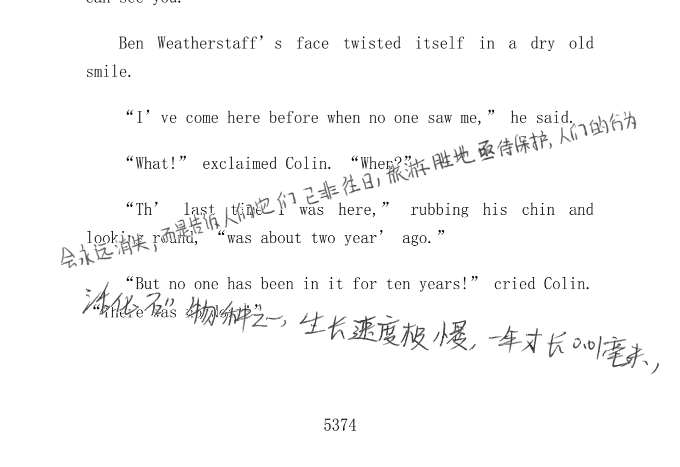 can see you.
Ben Weatherstaff’s face twisted itself in a dry old
smile.
“I’ve come here before when no one saw me,” he said.
“What!” exclaimed Colin. “When?”
“Th’ last time I was here,” rubbing his chin and
looking round, “was about two year’ ago.”
会永远消失，而是告诉人们它们已非往日，旅游胜地亟待保护，人们的行为
“But no one has been in it for ten years!” cried Colin.
“There was no door!”
活化石”物种之一，生长速度极慢，一年才长0.01毫米，
5374